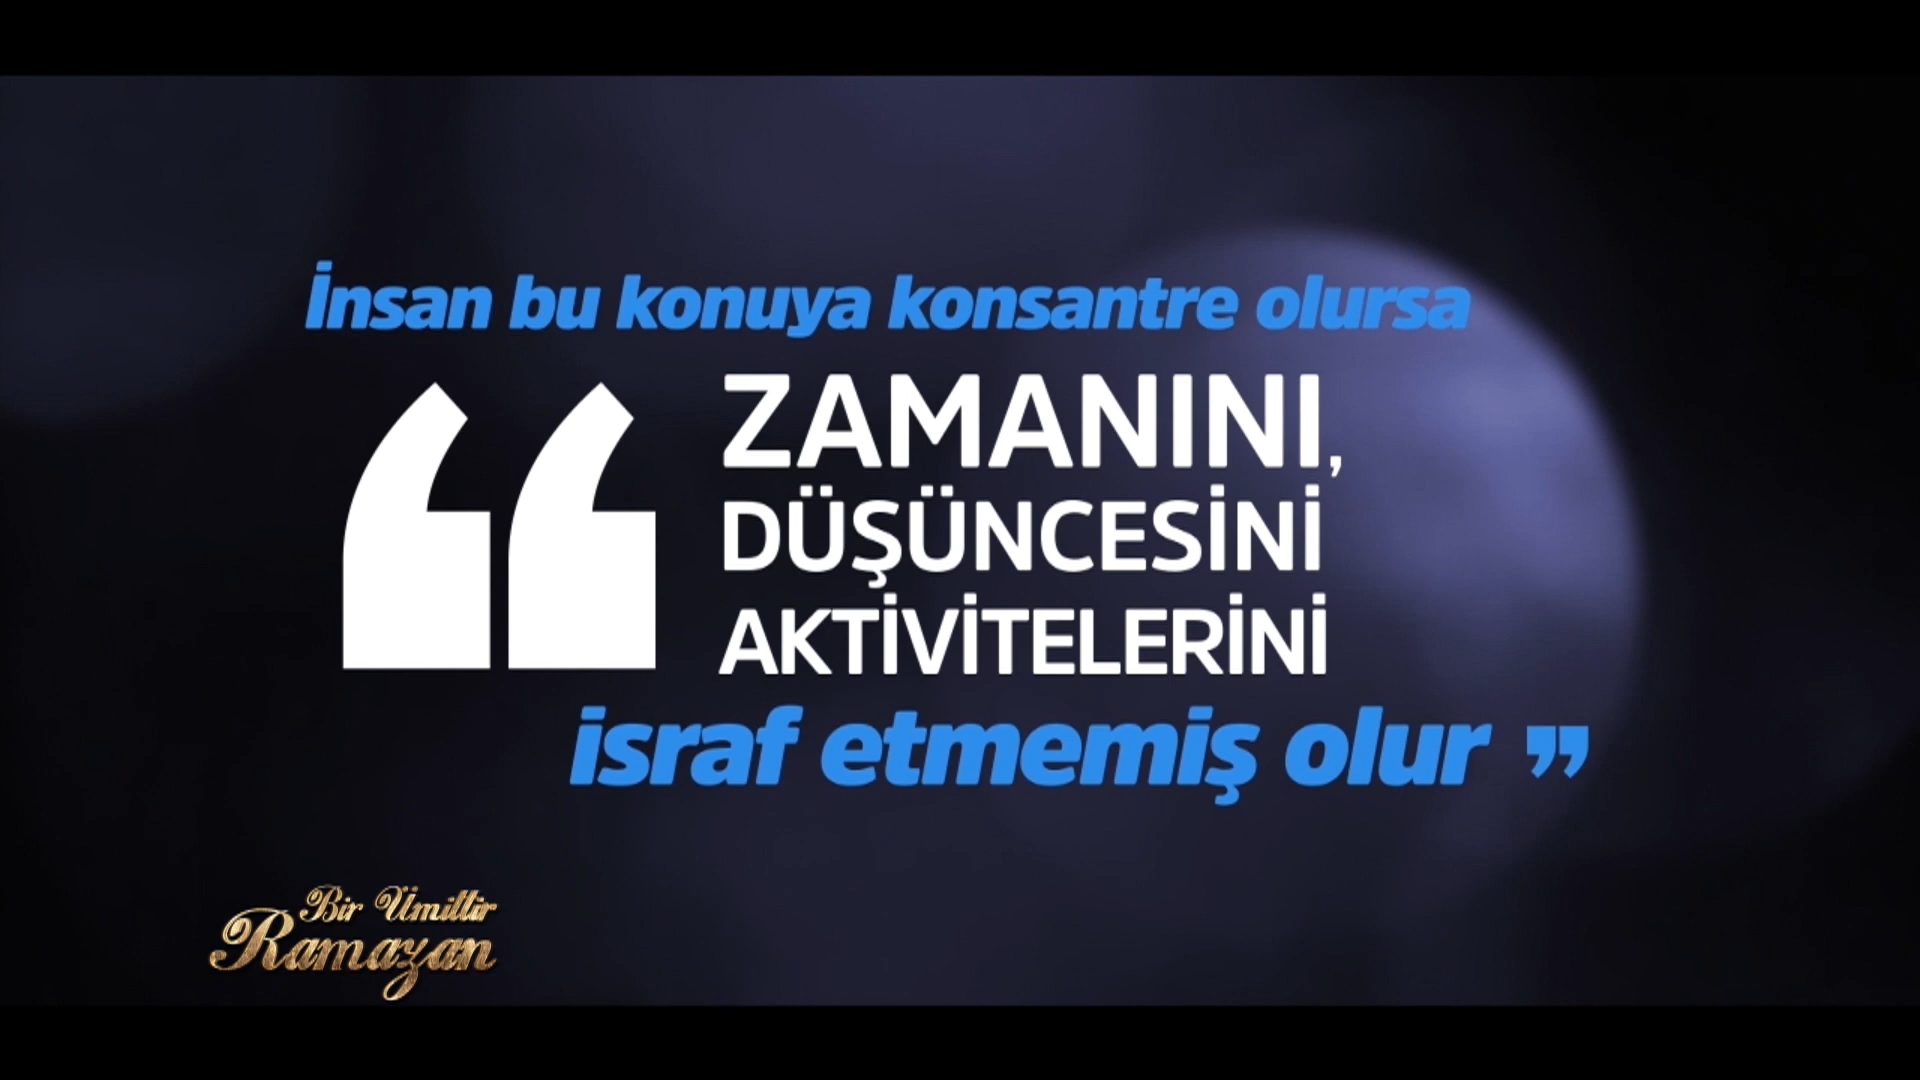 İnsan bu konuya konsantre olursa
“ ZAMANINI,
DÜŞÜNCESİNİ
AKTİVİTELERİNİ
israf etmemiş olur ”
Bir Ümittir
Ramazan